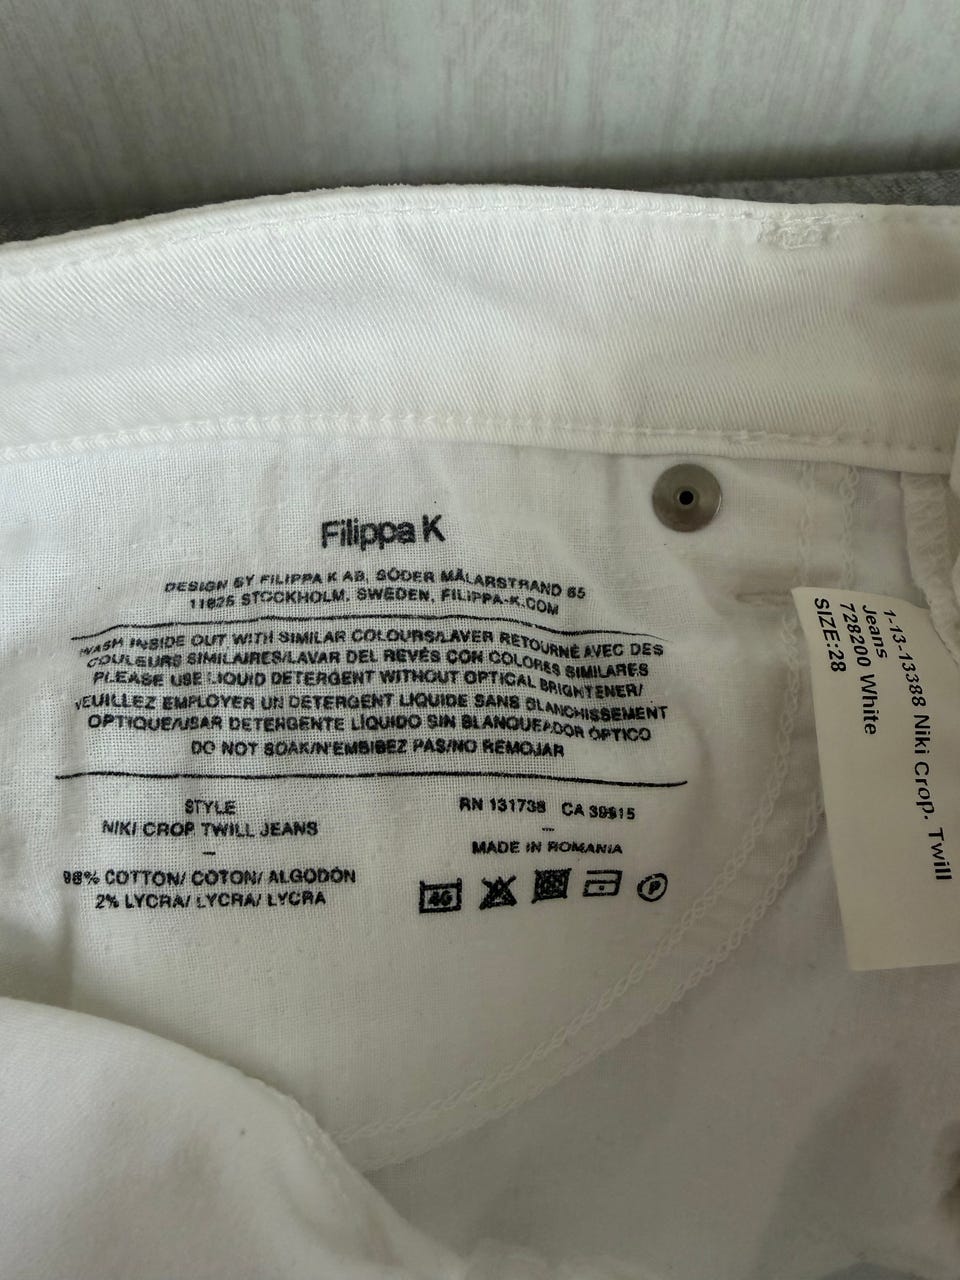 Filippa K
DESIGN BY FILIPPA K AB, SÖDER MÄLARSTRAND 65
11825 STOCKHOLM, SWEDEN, FILIPPA-K.COM
WASH INSIDE OUT WITH SIMILAR COLOURS/LAVER RETOURNÉ AVEC DES
COULEURS SIMILAIRES/LAVAR DEL REVÉS CON COLORES SIMILARES
PLEASE USE LIQUID DETERGENT WITHOUT OPTICAL BRIGHTENER/
VEUILLEZ EMPLOYER UN DÉTERGENT LIQUIDE SANS BLANCHISSEMENT
OPTIQUE/USAR DETERGENTE LÍQUIDO SIN BLANQUEADOR ÓPTICO
DO NOT SOAK/N'EMBIBEZ PAS/NO REMOJAR
STYLE
NIKI CROP TWILL JEANS
–
98% COTTON/ COTON/ ALGODÓN
2% LYCRA/ LYCRA/ LYCRA
RN 131738 CA 39515
–
MADE IN ROMANIA
40
P
1-13-13388 Niki Crop. Twill
Jeans
728200 White
SIZE:28